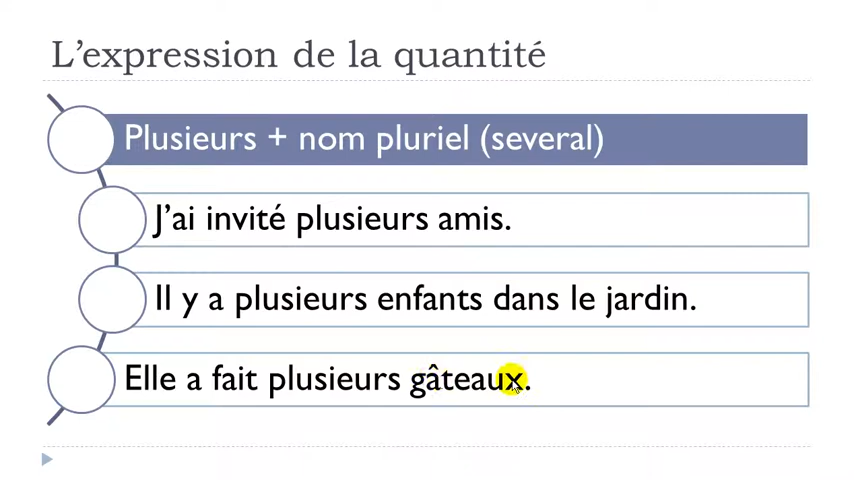 L’expression de la quantité
Plusieurs + nom pluriel (several)
J’ai invité plusieurs amis.
Il y a plusieurs enfants dans le jardin.
Elle a fait plusieurs gâteaux.